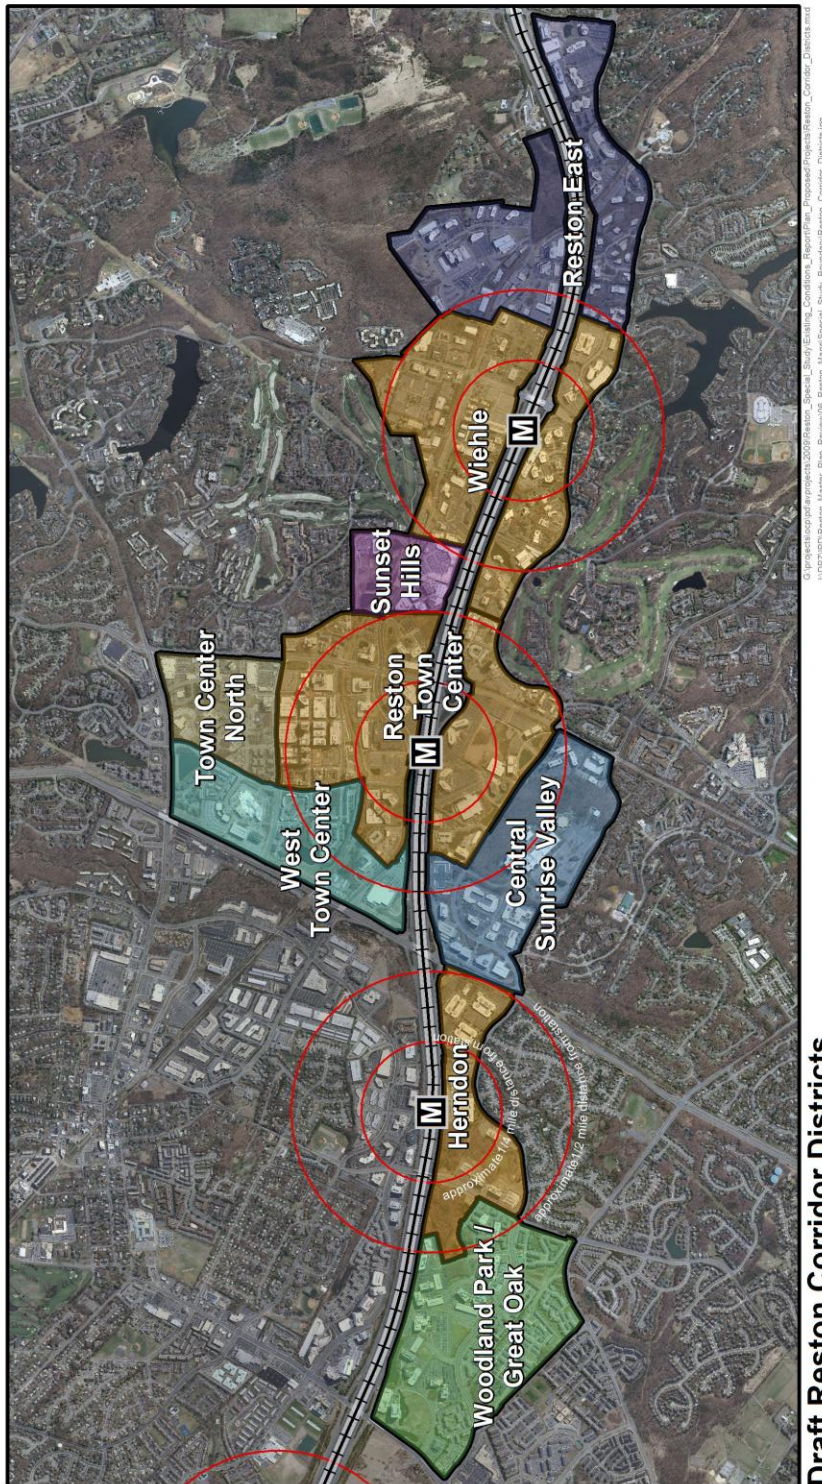 Town Center
North
West
Town Center
Sunset
Hills
Reston
Town
Center
Wiehle
Reston East
M
M
M
Central
Sunrise Valley
Herndon
Woodland Park /
Great Oak
approximate 1/4 mile distance from station
approximate 1/2 mile distance from station
Draft Reston Corridor Districts